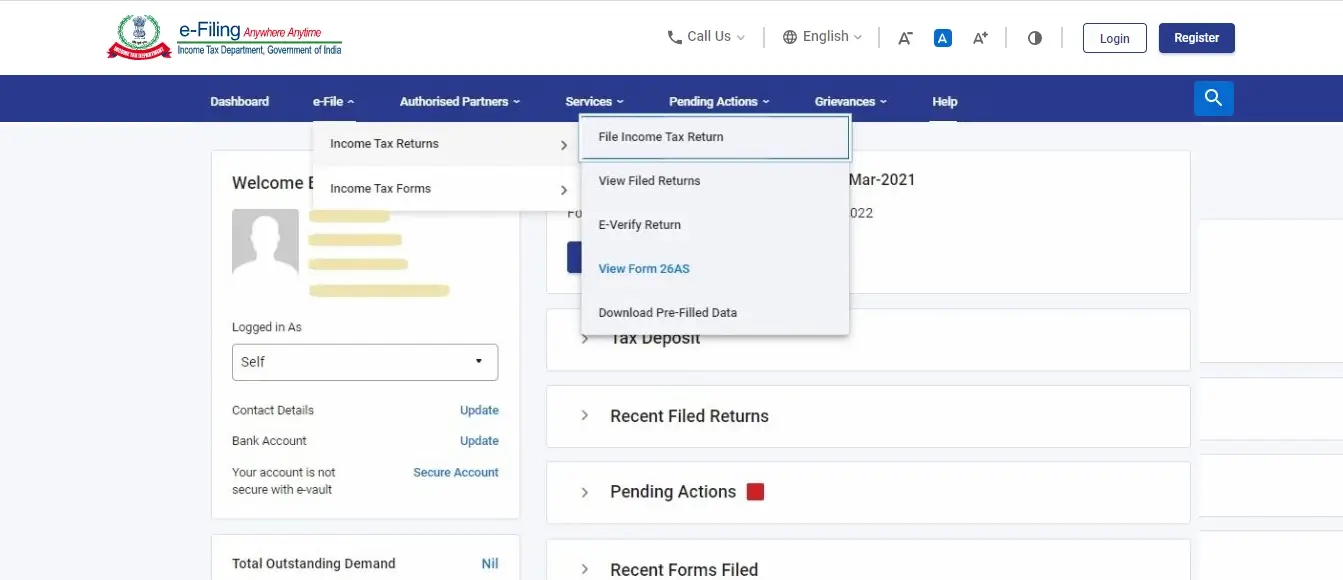 e-Filing Anywhere Anytime
Income Tax Department, Government of India
INCOME TAX DEPARTMENT
Call Us
English
A-
A
A+
Login
Register
Dashboard
e-File
Authorised Partners
Services
Pending Actions
Grievances
Help
Income Tax Returns
Income Tax Forms
File Income Tax Return
View Filed Returns
E-Verify Return
View Form 26AS
Download Pre-Filled Data
Welcome
Mar-2021
022
Logged in As
Self
Contact Details
Update
Bank Account
Update
Your account is not
secure with e-vault
Secure Account
Total Outstanding Demand
Nil
Tax Deposit
Recent Filed Returns
Pending Actions
Recent Forms Filed